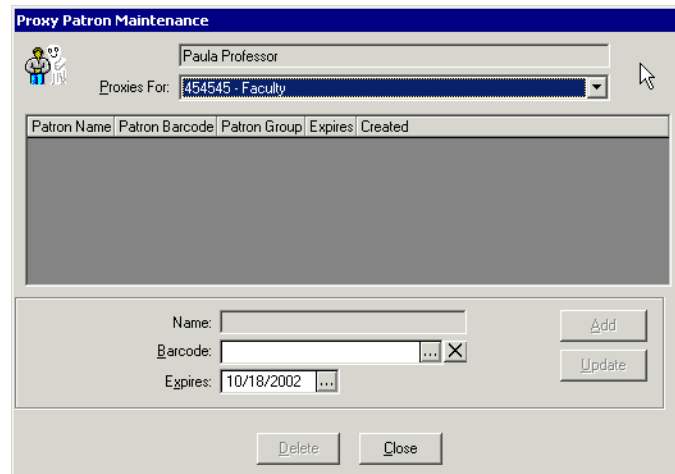 Proxy Patron Maintenance
Paula Professor
Proxies For: 454545 - Faculty
Patron Name Patron Barcode Patron Group Expires Created
Name:
Add
Barcode: ...
Update
Expires: 10/18/2002 ...
Delete Close